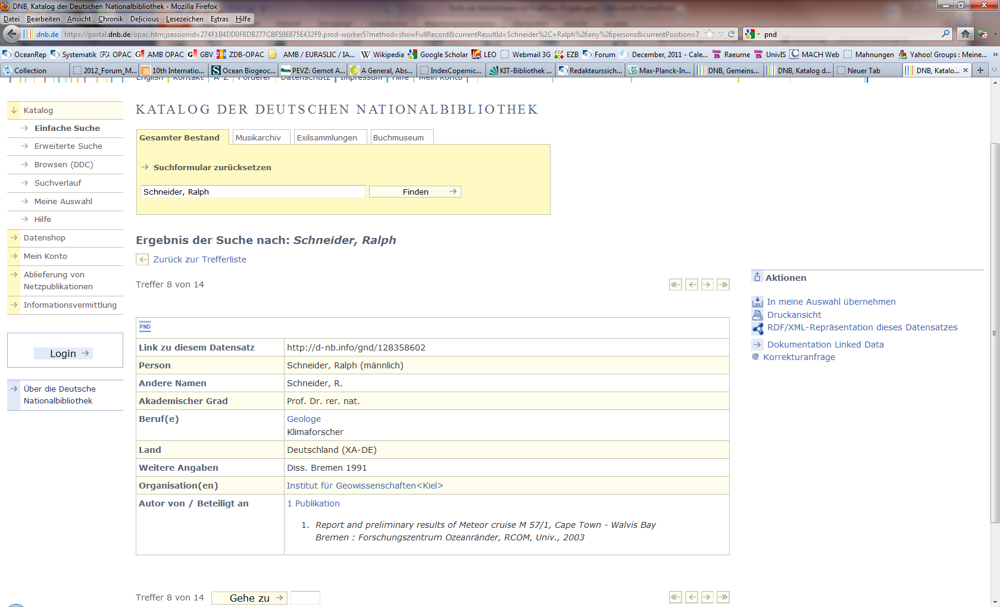 DNB, Katalog der Deutschen Nationalbibliothek - Mozilla Firefox
Datei Bearbeiten Ansicht Chronik Delicious Lesezeichen Extras Hilfe
dnb.de https://portal.dnb.de/opac.htm;jsessionid=274F1B4DD0F8DB277CBF59E875E432F9.prod-worker5?method=showFullRecord&currentResultId=Schneider%2C+Ralph%26any%26persons&currentPosition=7 pnd
OceanRep Systematik OPAC AMB OPAC GBV ZDB-OPAC AMB / EURASLIC / IA... Wikipedia Google Scholar LEO Webmail 3G EZB Forum December, 2011 - Cale... Raeume UnivIS MACH Web Mahnungen Yahoo! Groups : Meine...
Collection 2012_Forum_M... 10th Internatio... Ocean Biogeoc... PEVZ: Gernot A... A General, Abs... IndexCopernic... KIT-Bibliothek ... Redakteurssich... Max-Planck-In... DNB, Gemeins... DNB, Katalog d... Neuer Tab DNB, Katalo...
English Kontakt A-Z Förderer Datenschutz Impressum Hilfe Mein Konto
Katalog
Einfache Suche
Erweiterte Suche
Browsen (DDC)
Suchverlauf
Meine Auswahl
Hilfe
Datenshop
Mein Konto
Ablieferung von
Netzpublikationen
Informationsvermittlung
Login
Über die Deutsche
Nationalbibliothek
KATALOG DER DEUTSCHEN NATIONALBIBLIOTHEK
Gesamter Bestand Musikarchiv Exilsammlungen Buchmuseum
Suchformular zurücksetzen
Schneider, Ralph Finden
Ergebnis der Suche nach: Schneider, Ralph
Zurück zur Trefferliste
Treffer 8 von 14
PND
Link zu diesem Datensatz http://d-nb.info/gnd/128358602
Person Schneider, Ralph (männlich)
Andere Namen Schneider, R.
Akademischer Grad Prof. Dr. rer. nat.
Beruf(e) Geologe
Klimaforscher
Land Deutschland (XA-DE)
Weitere Angaben Diss. Bremen 1991
Organisation(en) Institut für Geowissenschaften<Kiel>
Autor von / Beteiligt an 1 Publikation
1. Report and preliminary results of Meteor cruise M 57/1, Cape Town - Walvis Bay
Bremen : Forschungszentrum Ozeanränder, RCOM, Univ., 2003
Treffer 8 von 14 Gehe zu
Aktionen
In meine Auswahl übernehmen
Druckansicht
RDF/XML-Repräsentation dieses Datensatzes
Dokumentation Linked Data
Korrekturanfrage